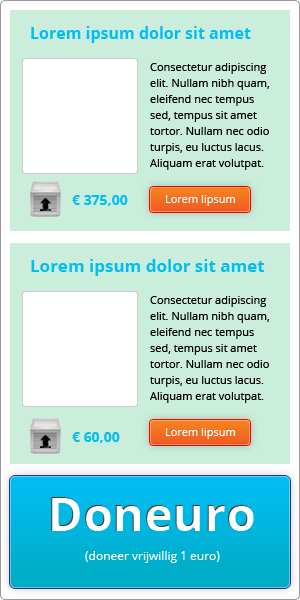 Lorem ipsum dolor sit amet
Consectetur adipiscing
elit. Nullam nibh quam,
eleifend nec tempus
sed, tempus sit amet
tortor. Nullam nec odio
turpis, eu luctus lacus.
Aliquam erat volutpat.
€ 375,00
Lorem lipsum
Lorem ipsum dolor sit amet
Consectetur adipiscing
elit. Nullam nibh quam,
eleifend nec tempus
sed, tempus sit amet
tortor. Nullam nec odio
turpis, eu luctus lacus.
Aliquam erat volutpat.
€ 60,00
Lorem lipsum
Doneuro
(doneer vrijwillig 1 euro)